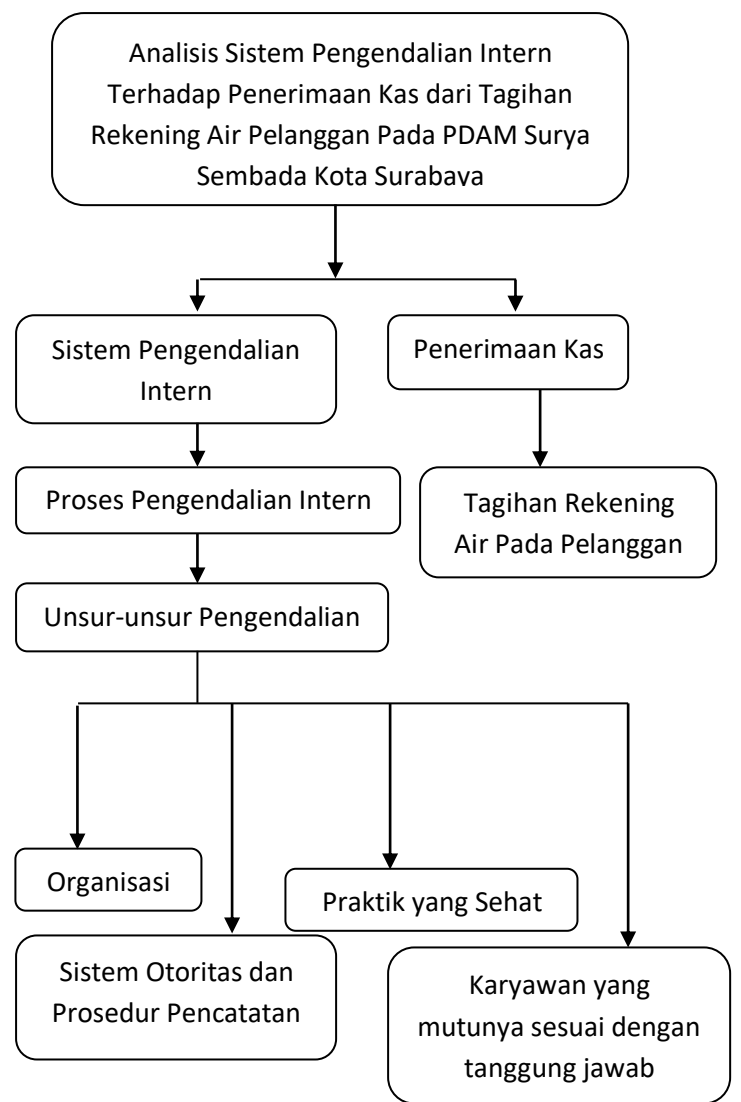 Analisis Sistem Pengendalian Intern
Terhadap Penerimaan Kas dari Tagihan
Rekening Air Pelanggan Pada PDAM Surya
Sembada Kota Surabaya
Sistem Pengendalian
Intern
Penerimaan Kas
Proses Pengendalian Intern
Tagihan Rekening
Air Pada Pelanggan
Unsur-unsur Pengendalian
Organisasi
Praktik yang Sehat
Sistem Otoritas dan
Prosedur Pencatatan
Karyawan yang
mutunya sesuai dengan
tanggung jawab